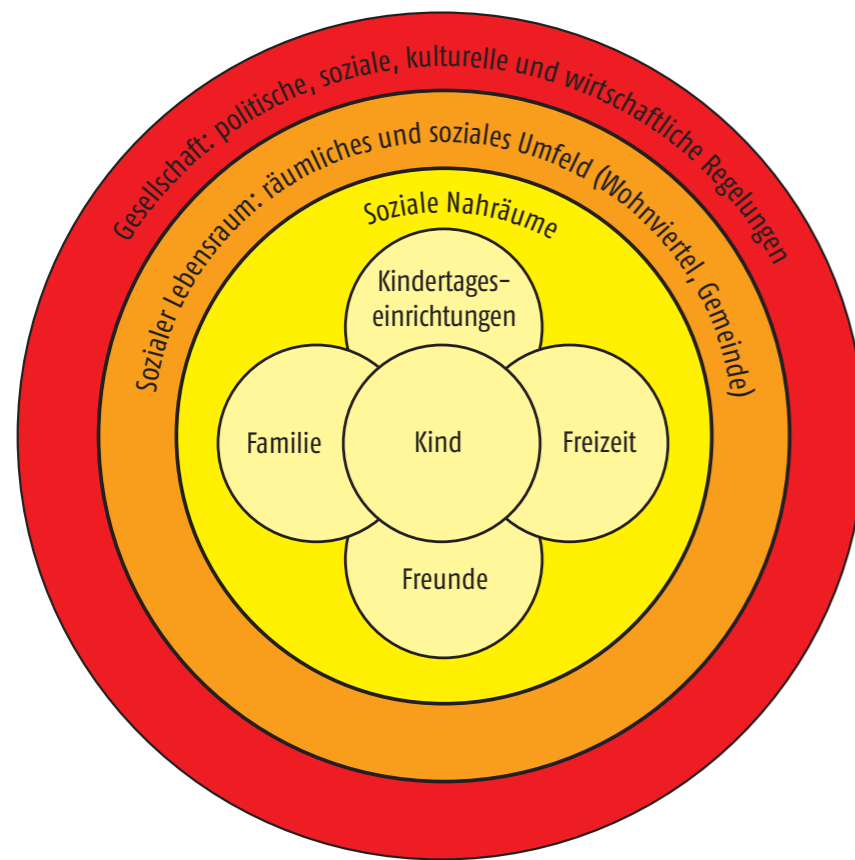 Gesellschaft: politische, soziale, kulturelle und wirtschaftliche Regelungen
Sozialer Lebensraum: räumliches und soziales Umfeld (Wohnviertel, Gemeinde)
Soziale Nahräume
Kindertages-
einrichtungen
Familie
Kind
Freizeit
Freunde